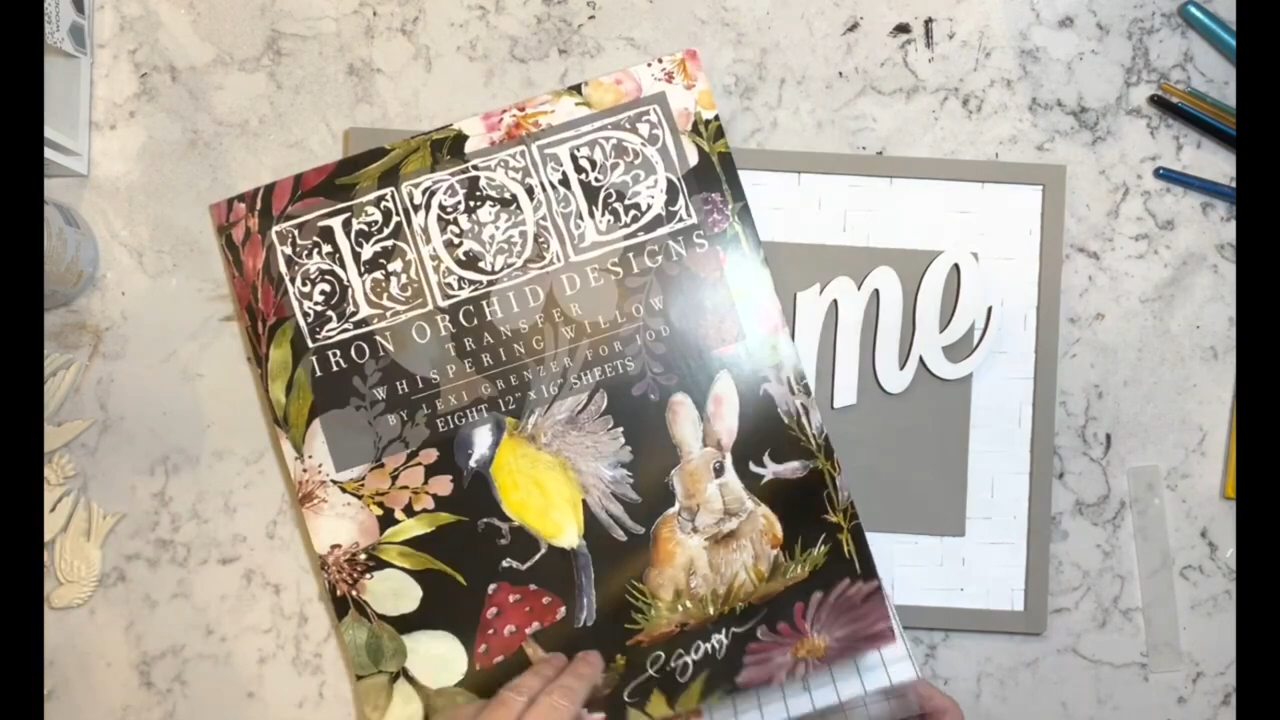 IOD
IRON ORCHID DESIGNS
TRANSFER
WHISPERING WILLOW
BY LEXI GRENZER FOR IOD
EIGHT 12" x 16" SHEETS
me